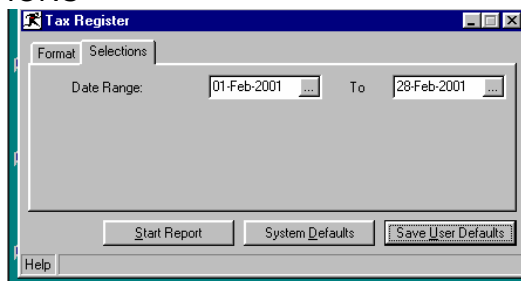 Tax Register
Format Selections
Date Range: 01-Feb-2001 ... To 28-Feb-2001 ...
Start Report System Defaults Save User Defaults
Help